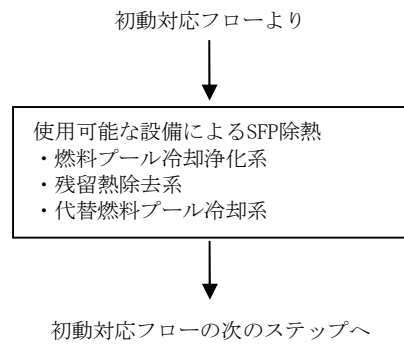 初動対応フローより
使用可能な設備によるSFP除熱
・燃料プール冷却浄化系
・残留熱除去系
・代替燃料プール冷却系
初動対応フローの次のステップへ